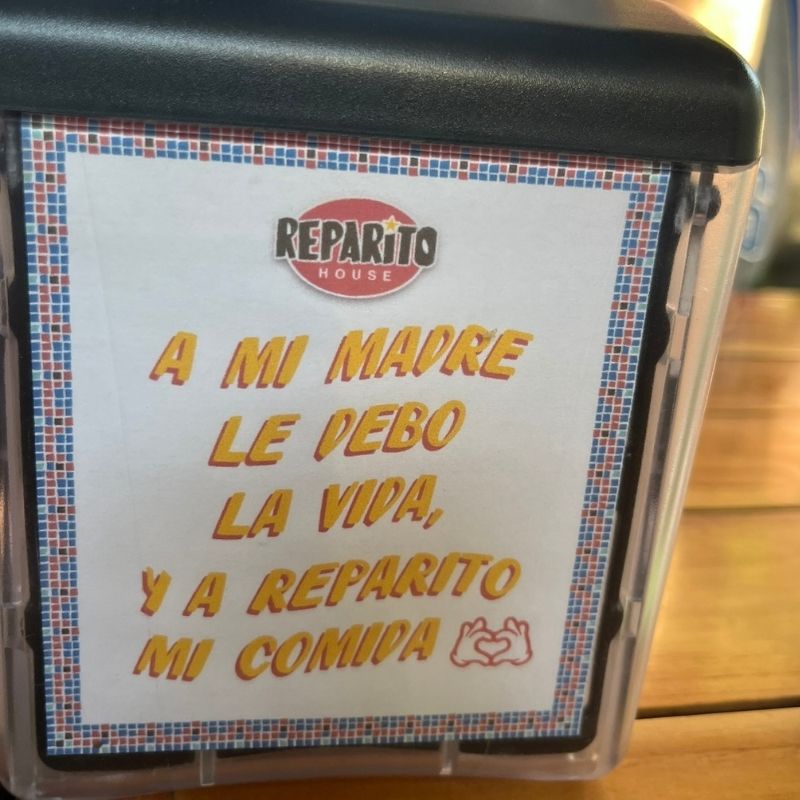 REPARITO
HOUSE
A MI MADRE
LE DEBO
LA VIDA,
Y A REPARITO
MI COMIDA